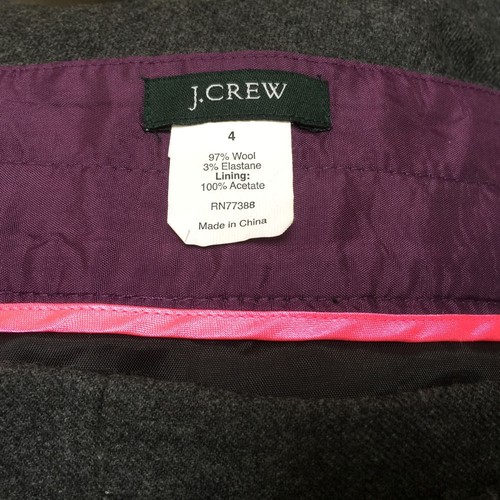 J.CREW
4
97% Wool
3% Elastane
Lining:
100% Acetate
RN77388
Made in China